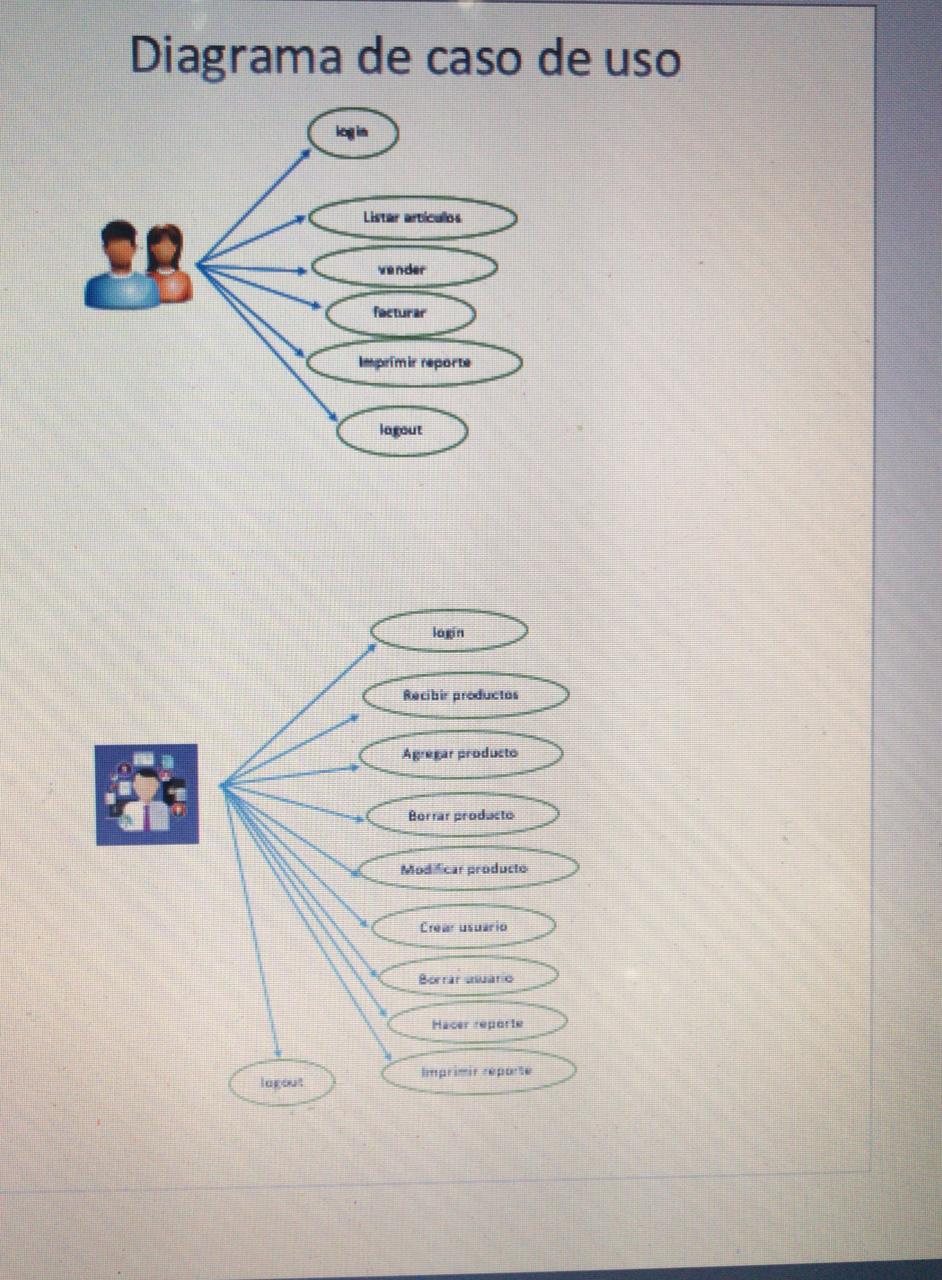 Diagrama de caso de uso
login
Listar articulos
vender
facturar
Imprimir reporte
logout
login
Recibir productos
Agregar producto
Borrar producto
Modificar producto
Crear usuario
Borrar usuario
Hacer reporte
Imprimir reporte
logout